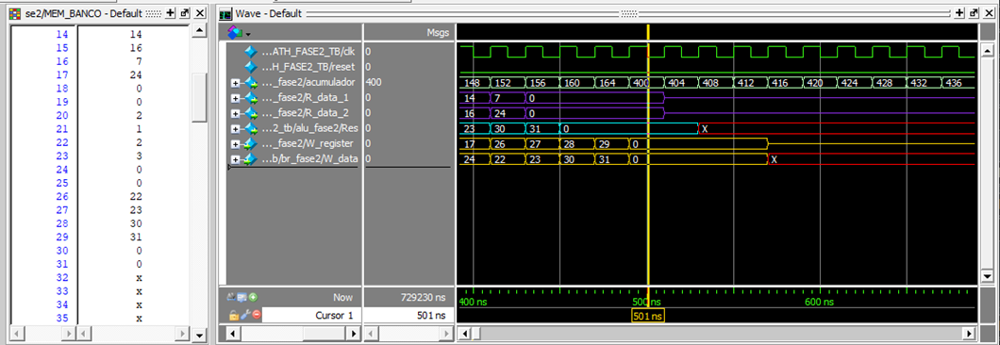 se2/MEM_BANCO - Default
14 14
15 16
16 7
17 24
18 0
19 0
20 2
21 1
22 2
23 3
24 0
25 0
26 22
27 23
28 30
29 31
30 0
31 0
32 x
33 x
34 x
35 x
Wave - Default
Msgs
...ATH_FASE2_TB/clk 0
...H_FASE2_TB/reset 0
..._fase2/acumulador 400 148 152 156 160 164 400 404 408 412 416 420 424 428 432 436
..._fase2/R_data_1 0 14 7 0
..._fase2/R_data_2 0 16 24 0
...2_tb/alu_fase2/Res 0 23 30 31 0 X
..._fase2/W_register 0 17 26 27 28 29 0
...b/br_fase2/W_data 0 24 22 23 30 31 0 X
Now 729230 ns 400 ns 500 ns 600 ns
Cursor 1 501 ns 501 ns